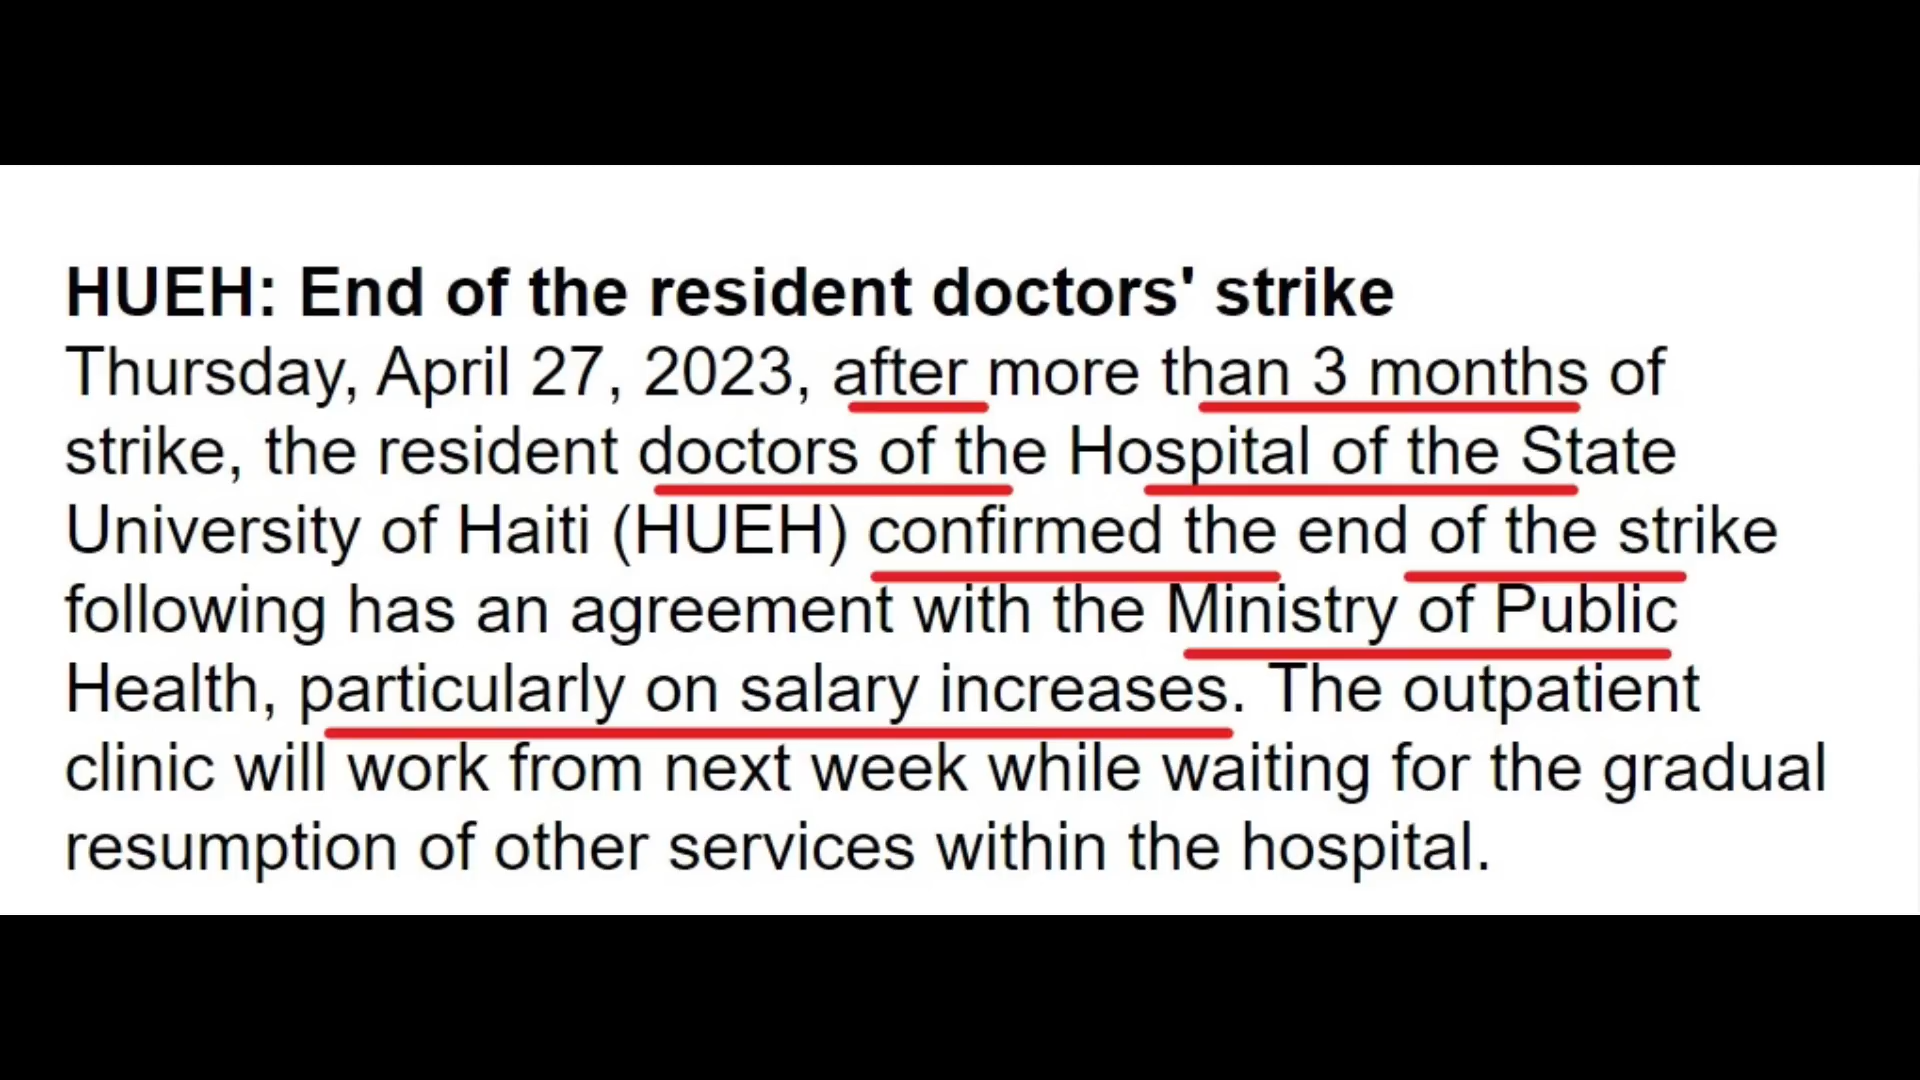 HUEH: End of the resident doctors' strike
Thursday, April 27, 2023, after more than 3 months of
strike, the resident doctors of the Hospital of the State
University of Haiti (HUEH) confirmed the end of the strike
following has an agreement with the Ministry of Public
Health, particularly on salary increases. The outpatient
clinic will work from next week while waiting for the gradual
resumption of other services within the hospital.